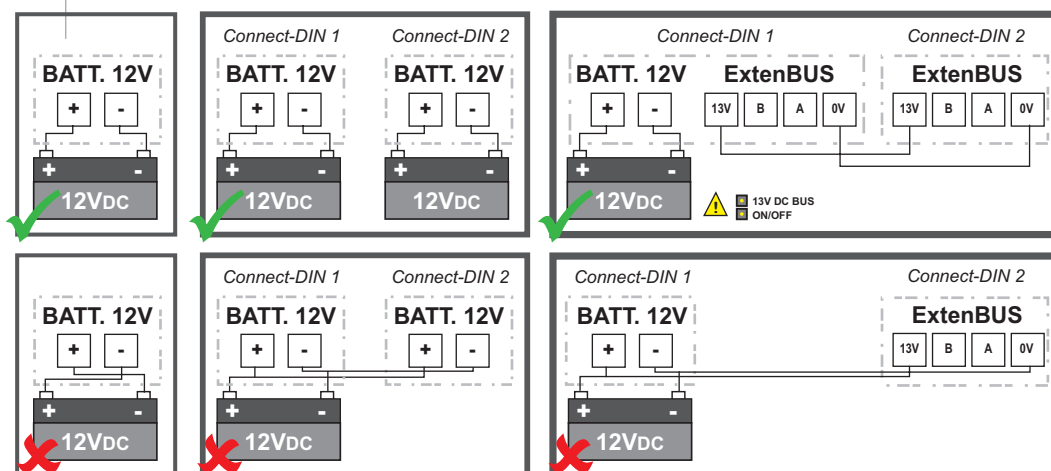 Connect-DIN 1 Connect-DIN 2 Connect-DIN 1 Connect-DIN 2
BATT. 12V BATT. 12V BATT. 12V BATT. 12V ExtenBUS ExtenBUS
+ - + - + - + - 13V B A 0V 13V B A 0V
+ - + - + - + -
12VDC 12VDC 12VDC 12VDC
! 13V DC BUS
ON/OFF
Connect-DIN 1 Connect-DIN 2 Connect-DIN 1 Connect-DIN 2
BATT. 12V BATT. 12V BATT. 12V BATT. 12V ExtenBUS
+ - + - + - + - 13V B A 0V
+ - + - + -
12VDC 12VDC 12VDC